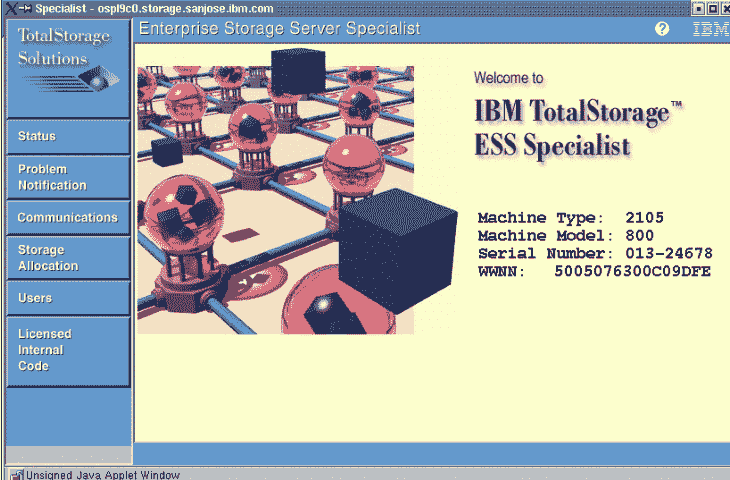 Specialist - ospl9c0.storage.sanjose.ibm.com
TotalStorage
Solutions
Enterprise Storage Server Specialist
?
IBM
Status
Problem
Notification
Communications
Storage
Allocation
Users
Licensed
Internal
Code
Welcome to
IBM TotalStorage™
ESS Specialist
Machine Type: 2105
Machine Model: 800
Serial Number: 013-24678
WWNN: 5005076300C09DFE
Unsigned Java Applet Window